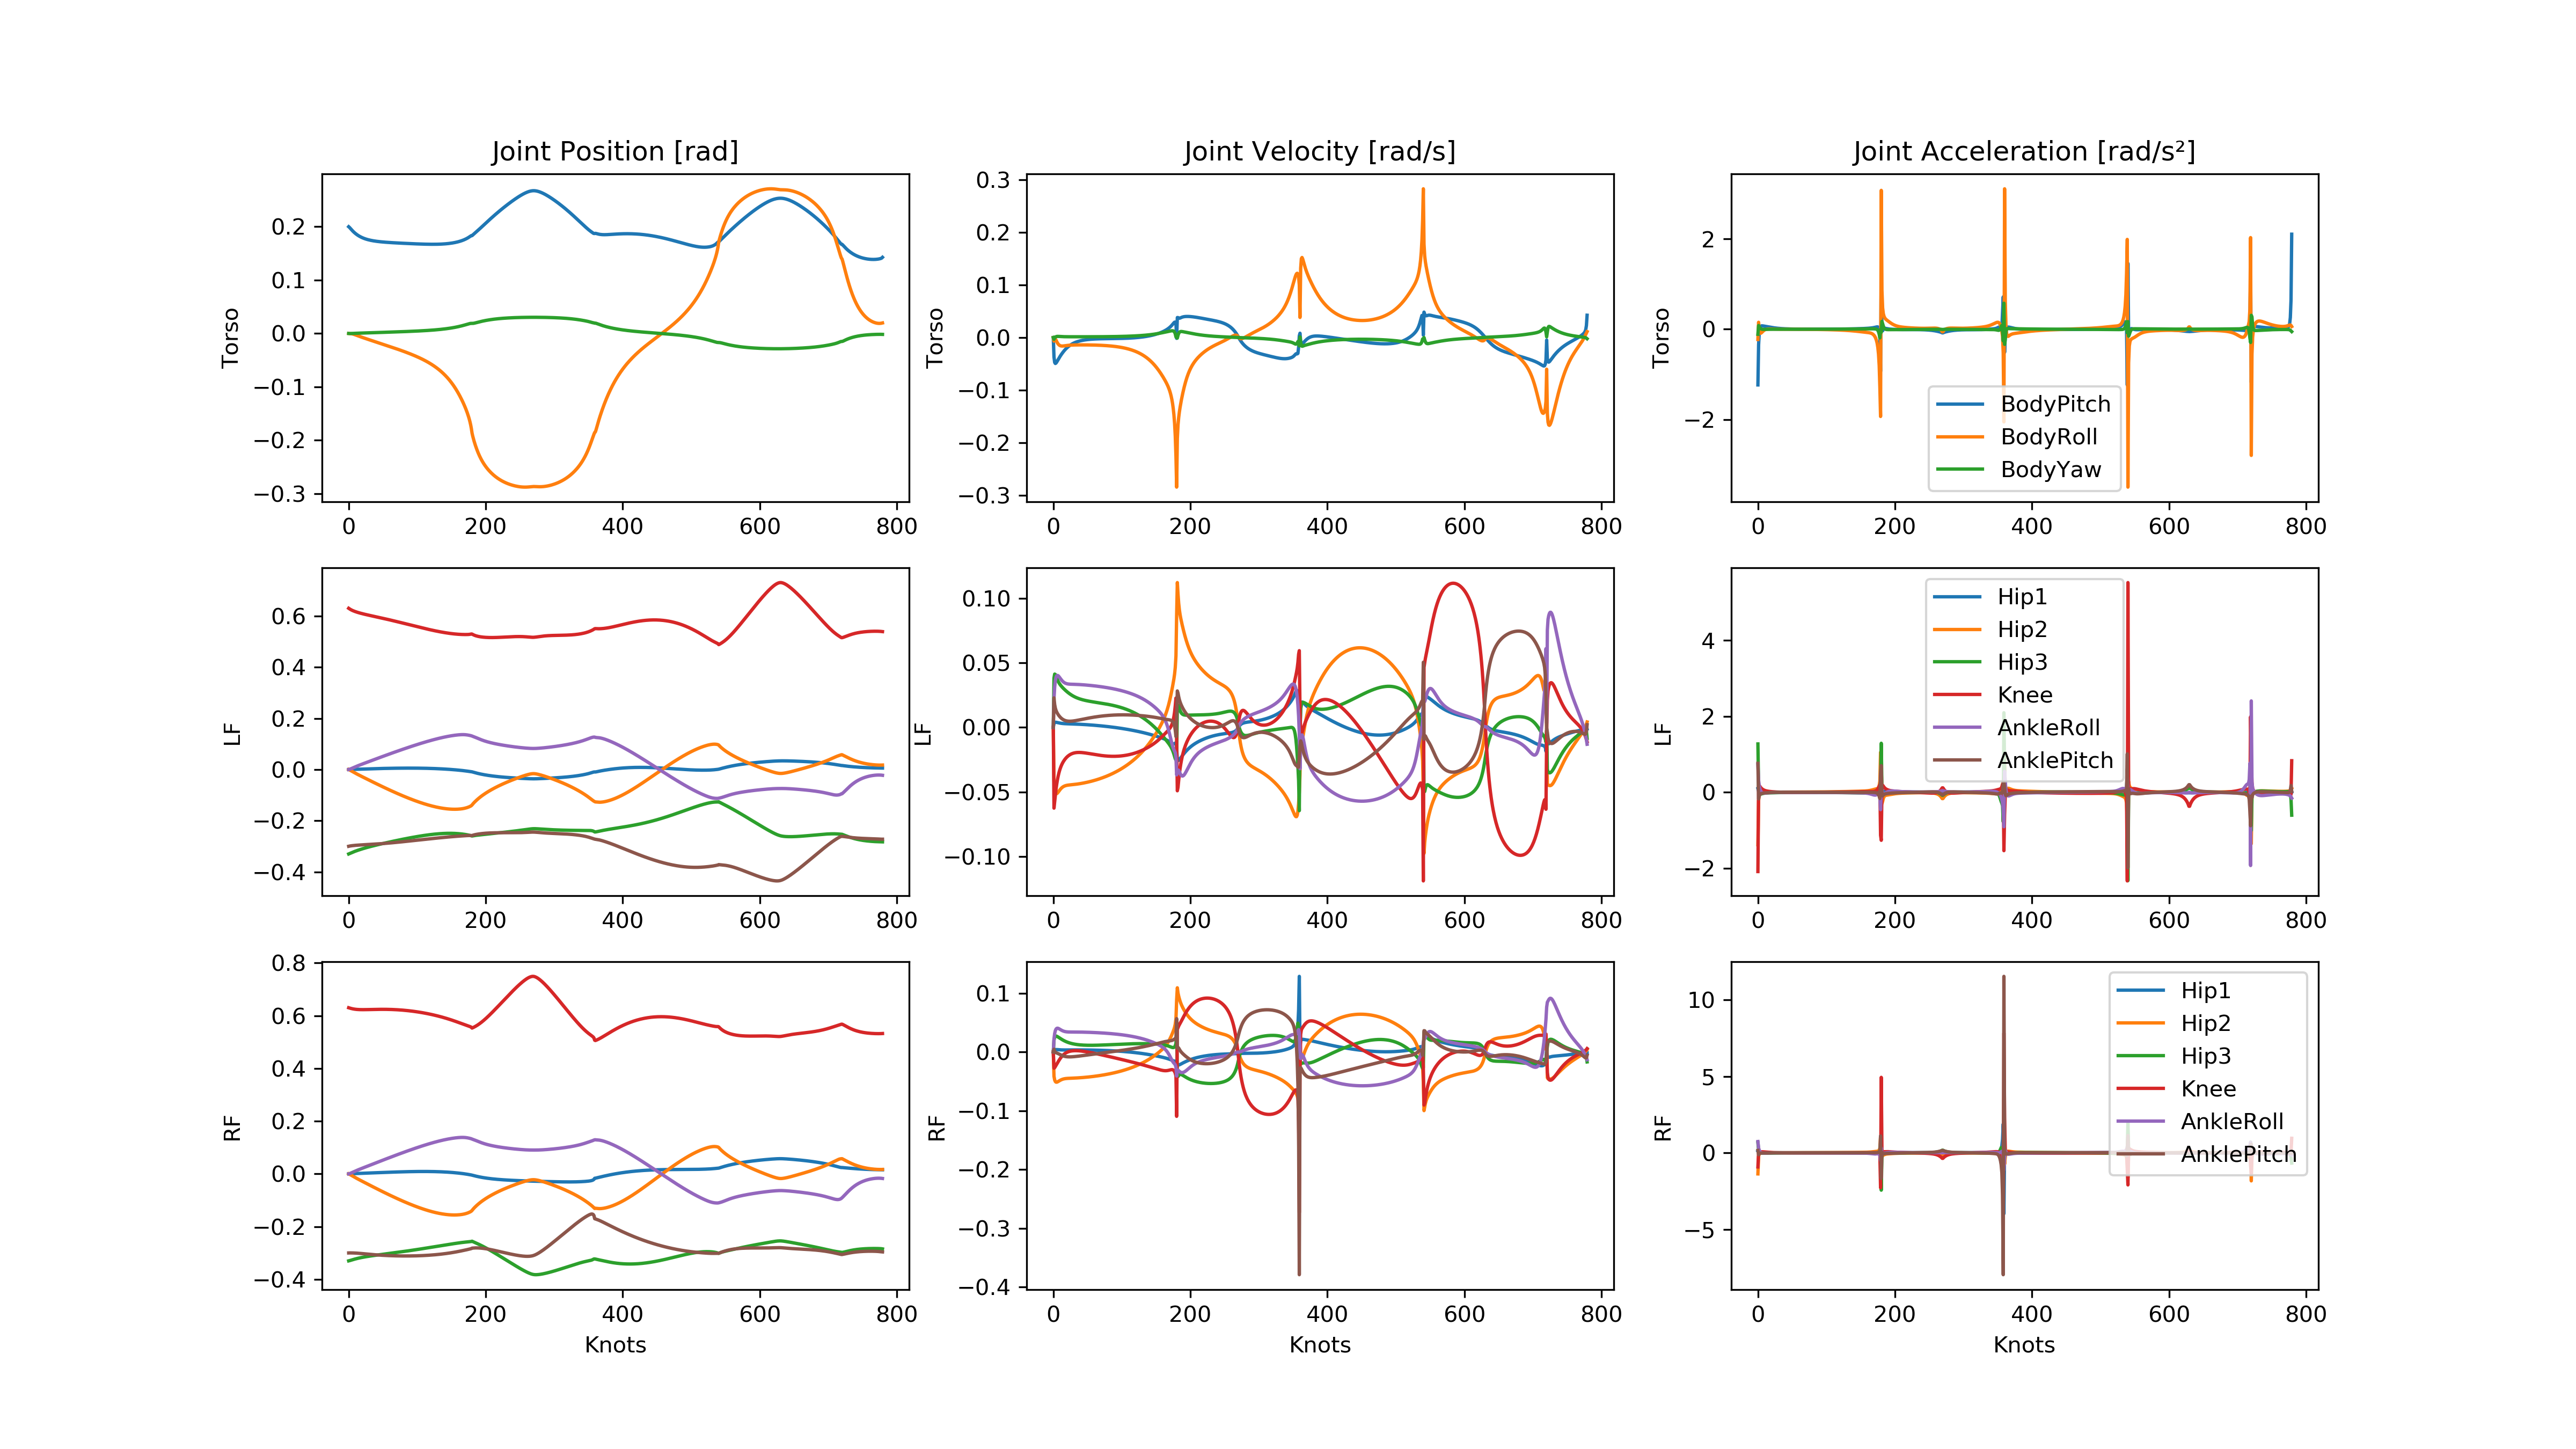 Joint Position [rad]
Joint Velocity [rad/s]
Joint Acceleration [rad/s²]
Torso
0.2
0.1
0.0
−0.1
−0.2
−0.3
0 200 400 600 800
Torso
0.3
0.2
0.1
0.0
−0.1
−0.2
−0.3
0 200 400 600 800
Torso
2
0
−2
0 200 400 600 800
BodyPitch
BodyRoll
BodyYaw
LF
0.6
0.4
0.2
0.0
−0.2
−0.4
0 200 400 600 800
LF
0.10
0.05
0.00
−0.05
−0.10
0 200 400 600 800
LF
4
2
0
−2
0 200 400 600 800
Hip1
Hip2
Hip3
Knee
AnkleRoll
AnklePitch
RF
0.8
0.6
0.4
0.2
0.0
−0.2
−0.4
0 200 400 600 800
Knots
RF
0.1
0.0
−0.1
−0.2
−0.3
−0.4
0 200 400 600 800
Knots
RF
10
5
0
−5
0 200 400 600 800
Knots
Hip1
Hip2
Hip3
Knee
AnkleRoll
AnklePitch